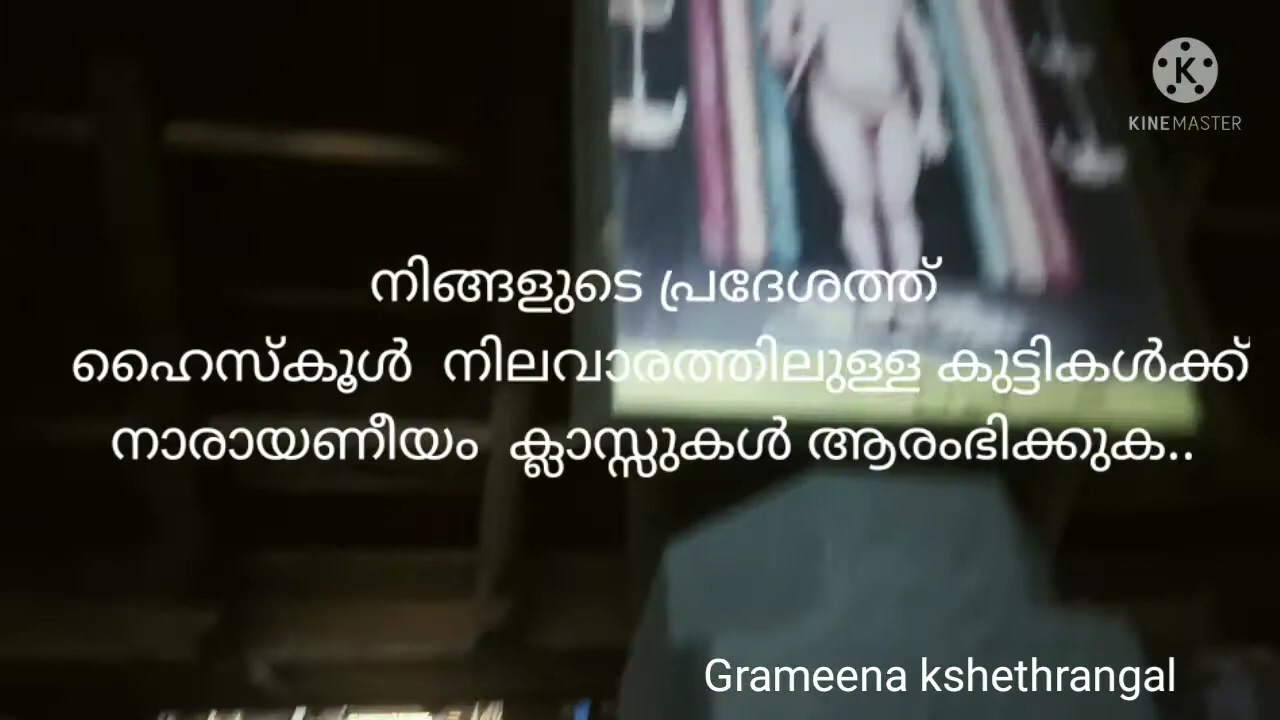 KINEMASTER
നിങ്ങളുടെ പ്രദേശത്ത്
ഹൈസ്കൂൾ നിലവാരത്തിലുള്ള കുട്ടികൾക്ക്
നാരായണീയം ക്ലാസ്സുകൾ ആരംഭിക്കുക..
Grameena kshethrangal